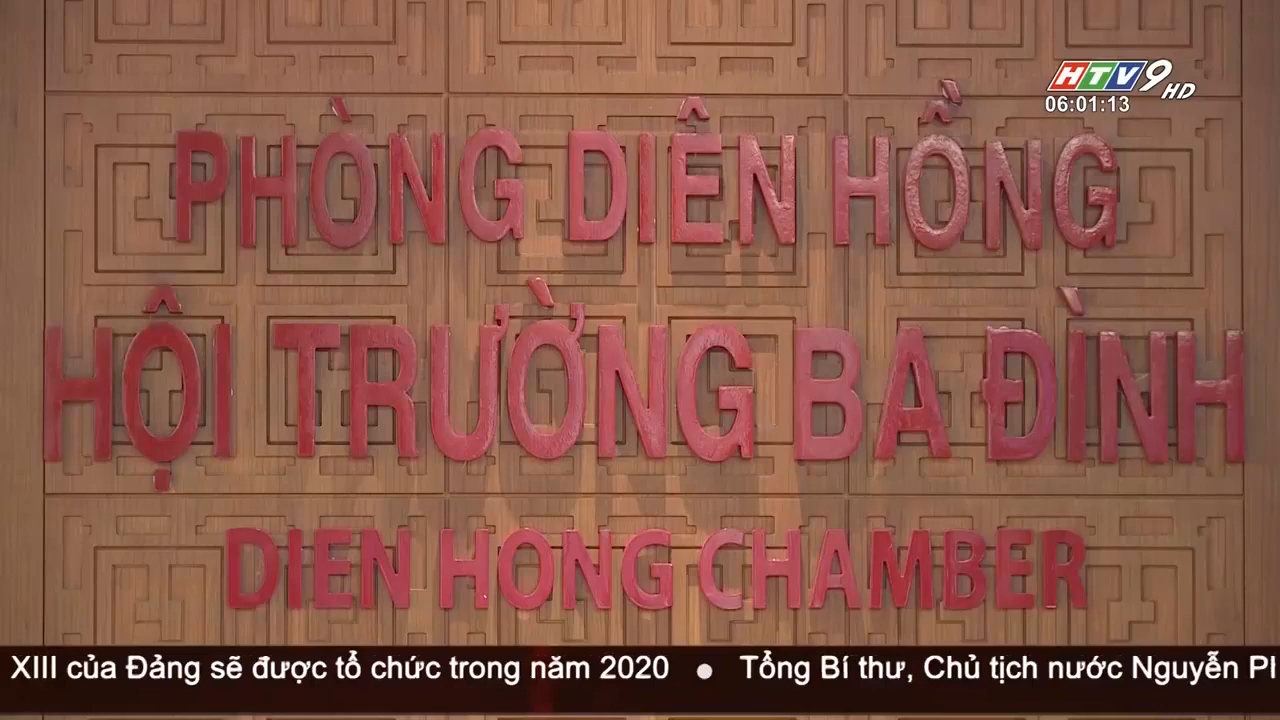 HTV9 HD
06:01:13
PHÒNG DIÊN HỒNG
HỘI TRƯỜNG BA ĐÌNH
DIEN HONG CHAMBER
XIII của Đảng sẽ được tổ chức trong năm 2020 ● Tổng Bí thư, Chủ tịch nước Nguyễn